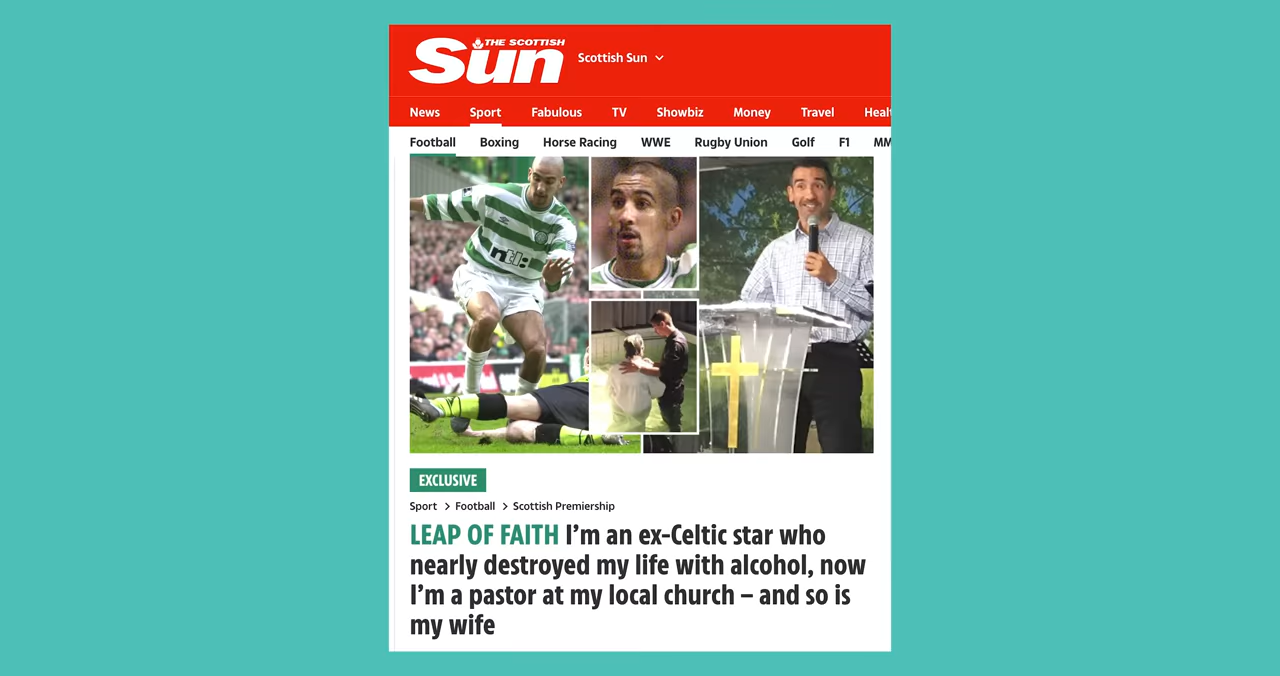 THE SCOTTISH
Sun
Scottish Sun
News Sport Fabulous TV Showbiz Money Travel Healt
Football Boxing Horse Racing WWE Rugby Union Golf F1 MM
ntl:
EXCLUSIVE
Sport > Football > Scottish Premiership
LEAP OF FAITH I'm an ex-Celtic star who
nearly destroyed my life with alcohol, now
I'm a pastor at my local church – and so is
my wife